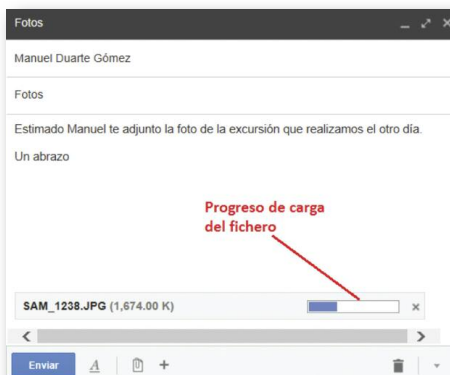 Fotos
Manuel Duarte Gómez
Fotos
Estimado Manuel te adjunto la foto de la excursión que realizamos el otro día.
Un abrazo
Progreso de carga
del fichero
SAM_1238.JPG (1,674.00 K)
Enviar A